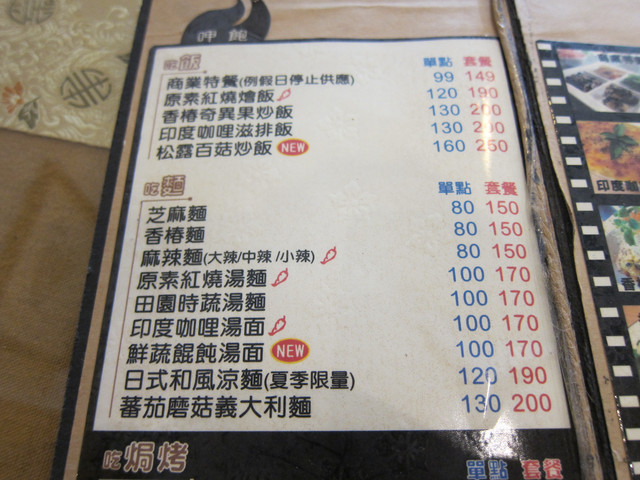 呷飽
吃飯 單點 套餐
商業特餐(例假日停止供應) 99 149
原素紅燒燴飯 120 190
香椿奇異果炒飯 130 200
印度咖哩滋排飯 130 200
松露百菇炒飯 NEW 160 250
吃麵 單點 套餐
芝麻麵 80 150
香椿麵 80 150
麻辣麵(大辣/中辣/小辣) 80 150
原素紅燒湯麵 100 170
田園時蔬湯麵 100 170
印度咖哩湯面 100 170
鮮蔬餛飩湯面 NEW 100 170
日式和風涼麵(夏季限量) 120 190
蕃茄磨菇義大利麵 130 200
吃焗烤 單點 套餐
印度
香